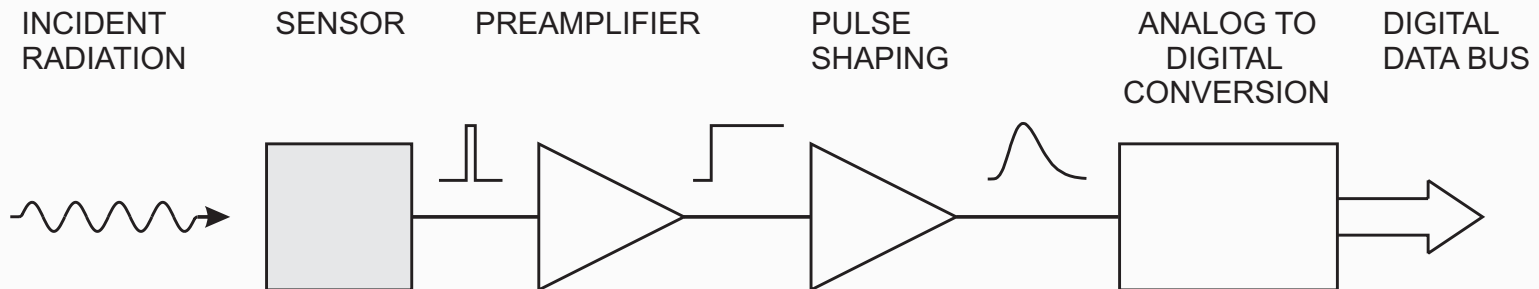 INCIDENT
RADIATION
SENSOR
PREAMPLIFIER
PULSE
SHAPING
ANALOG TO
DIGITAL
CONVERSION
DIGITAL
DATA BUS